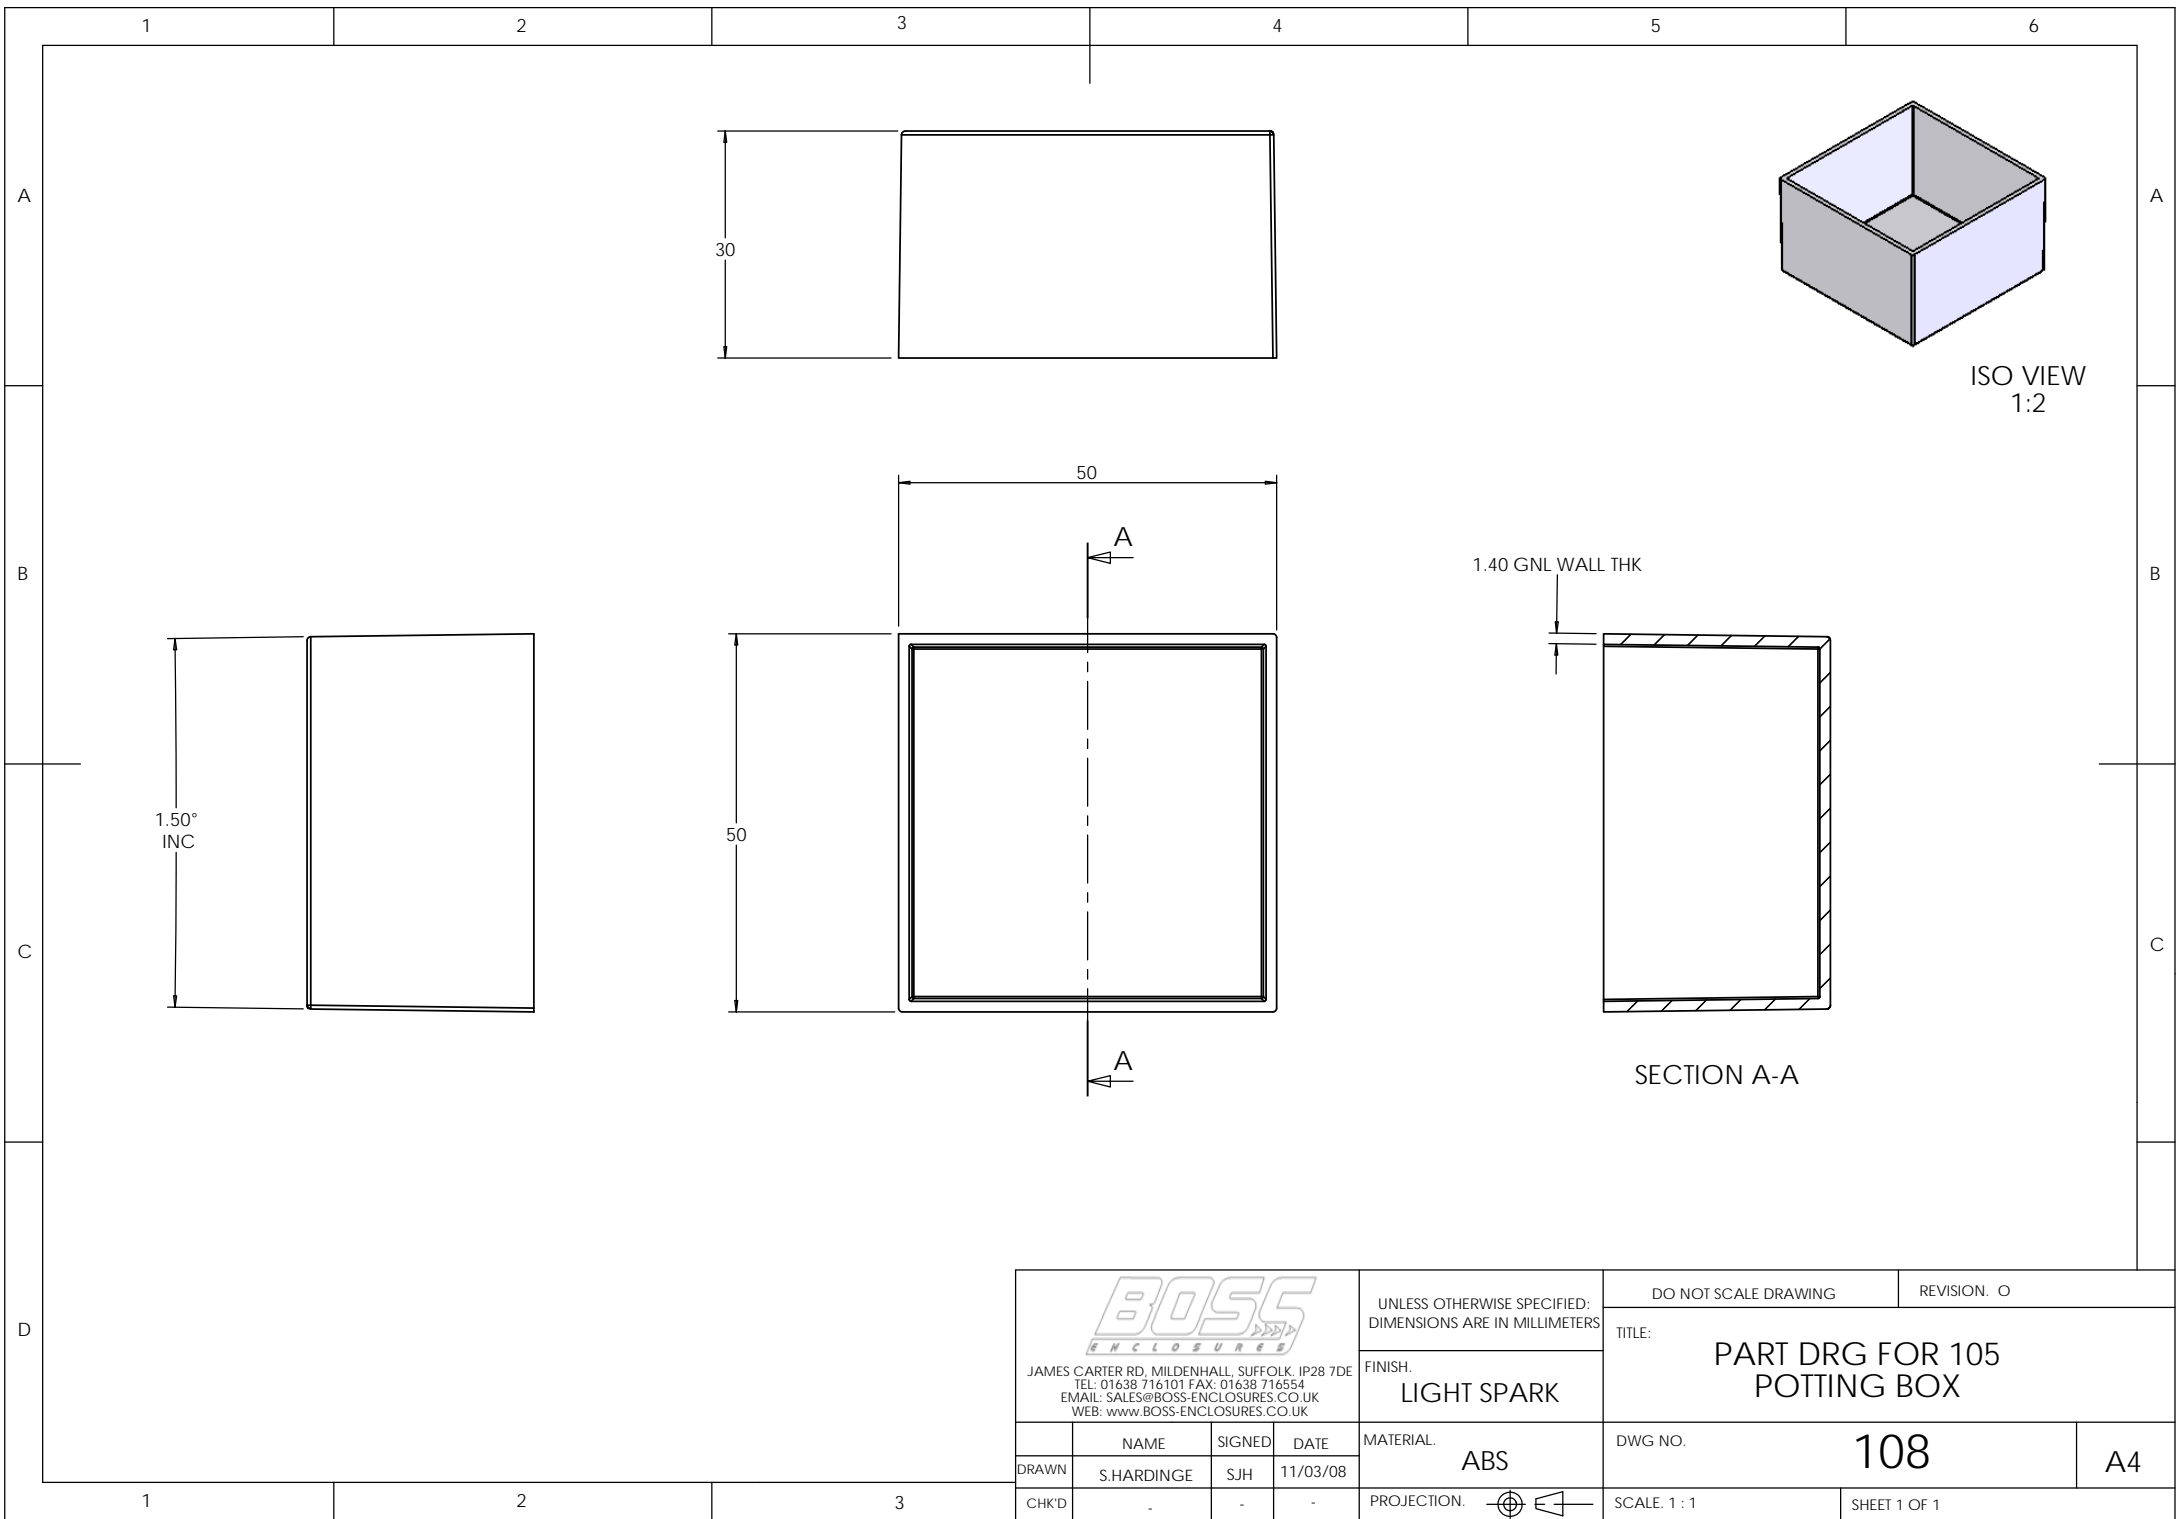 1 2 3 4 5 6
A A
30
ISO VIEW
1:2
50
A
B B
1.40 GNL WALL THK
1.50°
INC
50
C C
A
SECTION A-A
D
BOSS
ENCLOSURES
JAMES CARTER RD, MILDENHALL, SUFFOLK. IP28 7DE
TEL: 01638 716101 FAX: 01638 716554
EMAIL: SALES@BOSS-ENCLOSURES.CO.UK
WEB: www.BOSS-ENCLOSURES.CO.UK
UNLESS OTHERWISE SPECIFIED:
DIMENSIONS ARE IN MILLIMETERS
FINISH.
LIGHT SPARK
DO NOT SCALE DRAWING
REVISION. O
TITLE:
PART DRG FOR 105
POTTING BOX
NAME SIGNED DATE
DRAWN S.HARDINGE SJH 11/03/08
CHK'D - - -
MATERIAL.
ABS
PROJECTION.
DWG NO.
108
A4
SCALE. 1 : 1
SHEET 1 OF 1
1 2 3